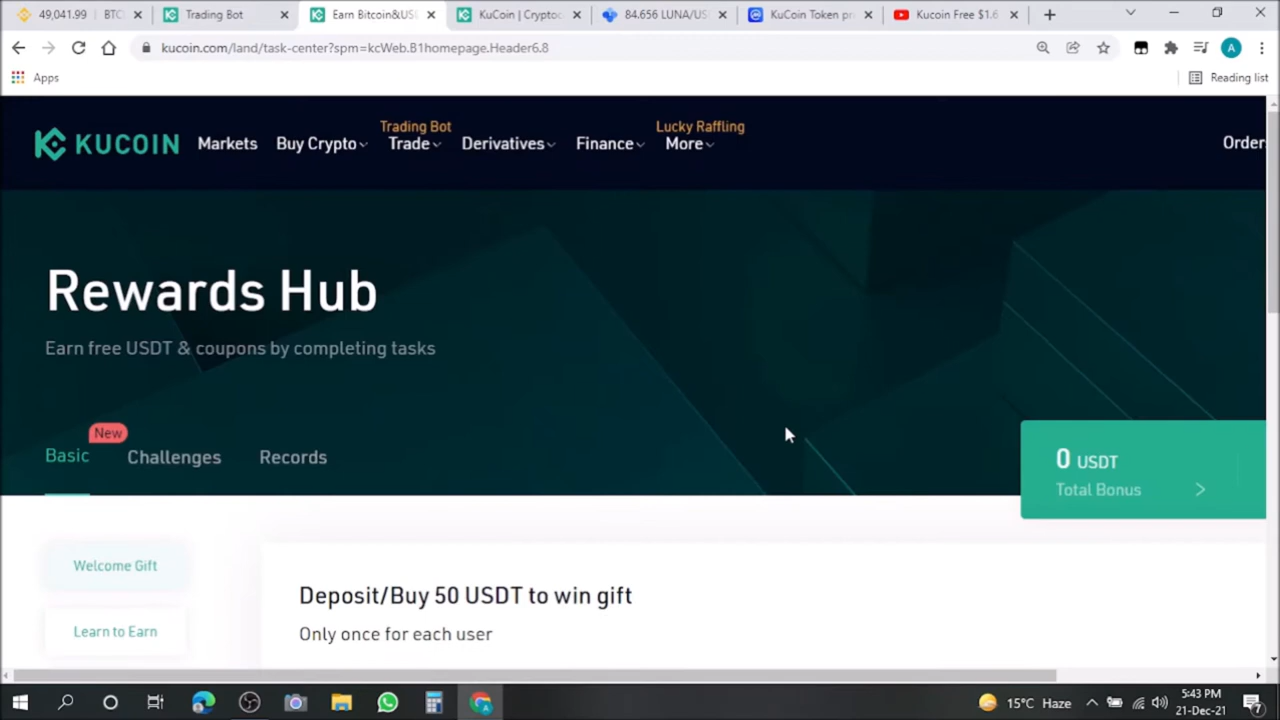 49,041.99 | BTC
Trading Bot
Earn Bitcoin&US
KuCoin | Cryptoc
84.656 LUNA/US
KuCoin Token pr
Kucoin Free $1.6
kucoin.com/land/task-center?spm=kcWeb.B1homepage.Header6.8
A
Apps
Reading list
KUCOIN
Markets
Buy Crypto
Trading Bot
Trade
Derivatives
Finance
Lucky Raffling
More
Orders
Rewards Hub
Earn free USDT & coupons by completing tasks
New
Basic
Challenges
Records
0 USDT
Total Bonus
Welcome Gift
Learn to Earn
Deposit/Buy 50 USDT to win gift
Only once for each user
15°C Haze
5:43 PM
21-Dec-21
7